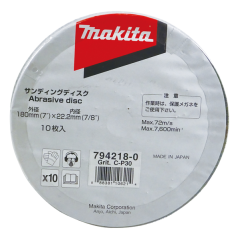 makita
サンディングディスク
Abrasive disc
外径 内径
180mm(7")x22.2mm(7/8")
10枚入
注意
作業時は、保護メガネを
ご使用下さい。
Max.72m/s
Max.7,600min⁻¹
794218-0
Grit. C-P30
MADE IN JAPAN
x10
Makita Corporation
Anjo, Aichi, Japan